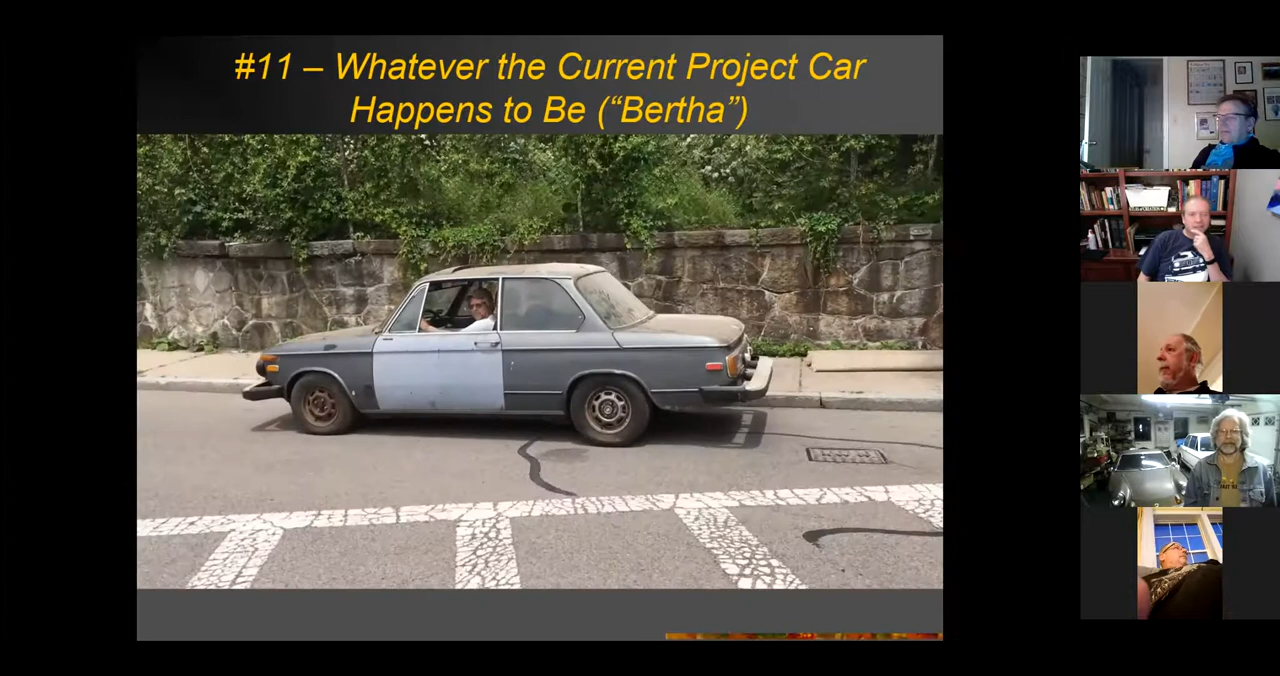 #11 – Whatever the Current Project Car
Happens to Be (“Bertha”)